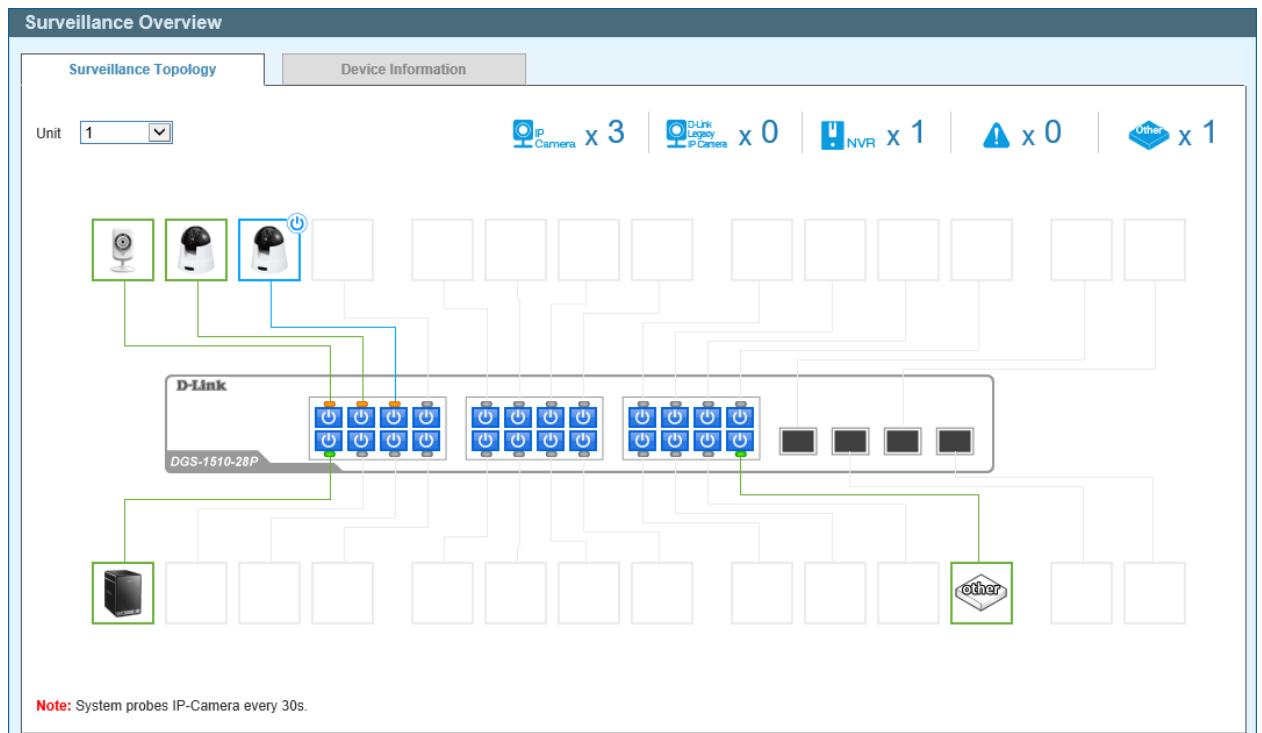 Surveillance Overview
Surveillance Topology
Device Information
Unit
1
IP
Camera
x 3
D-Link
Legacy
IP Camera
x 0
NVR
x 1
x 0
Other
x 1
D-Link
DGS-1510-28P
other
Note: System probes IP-Camera every 30s.